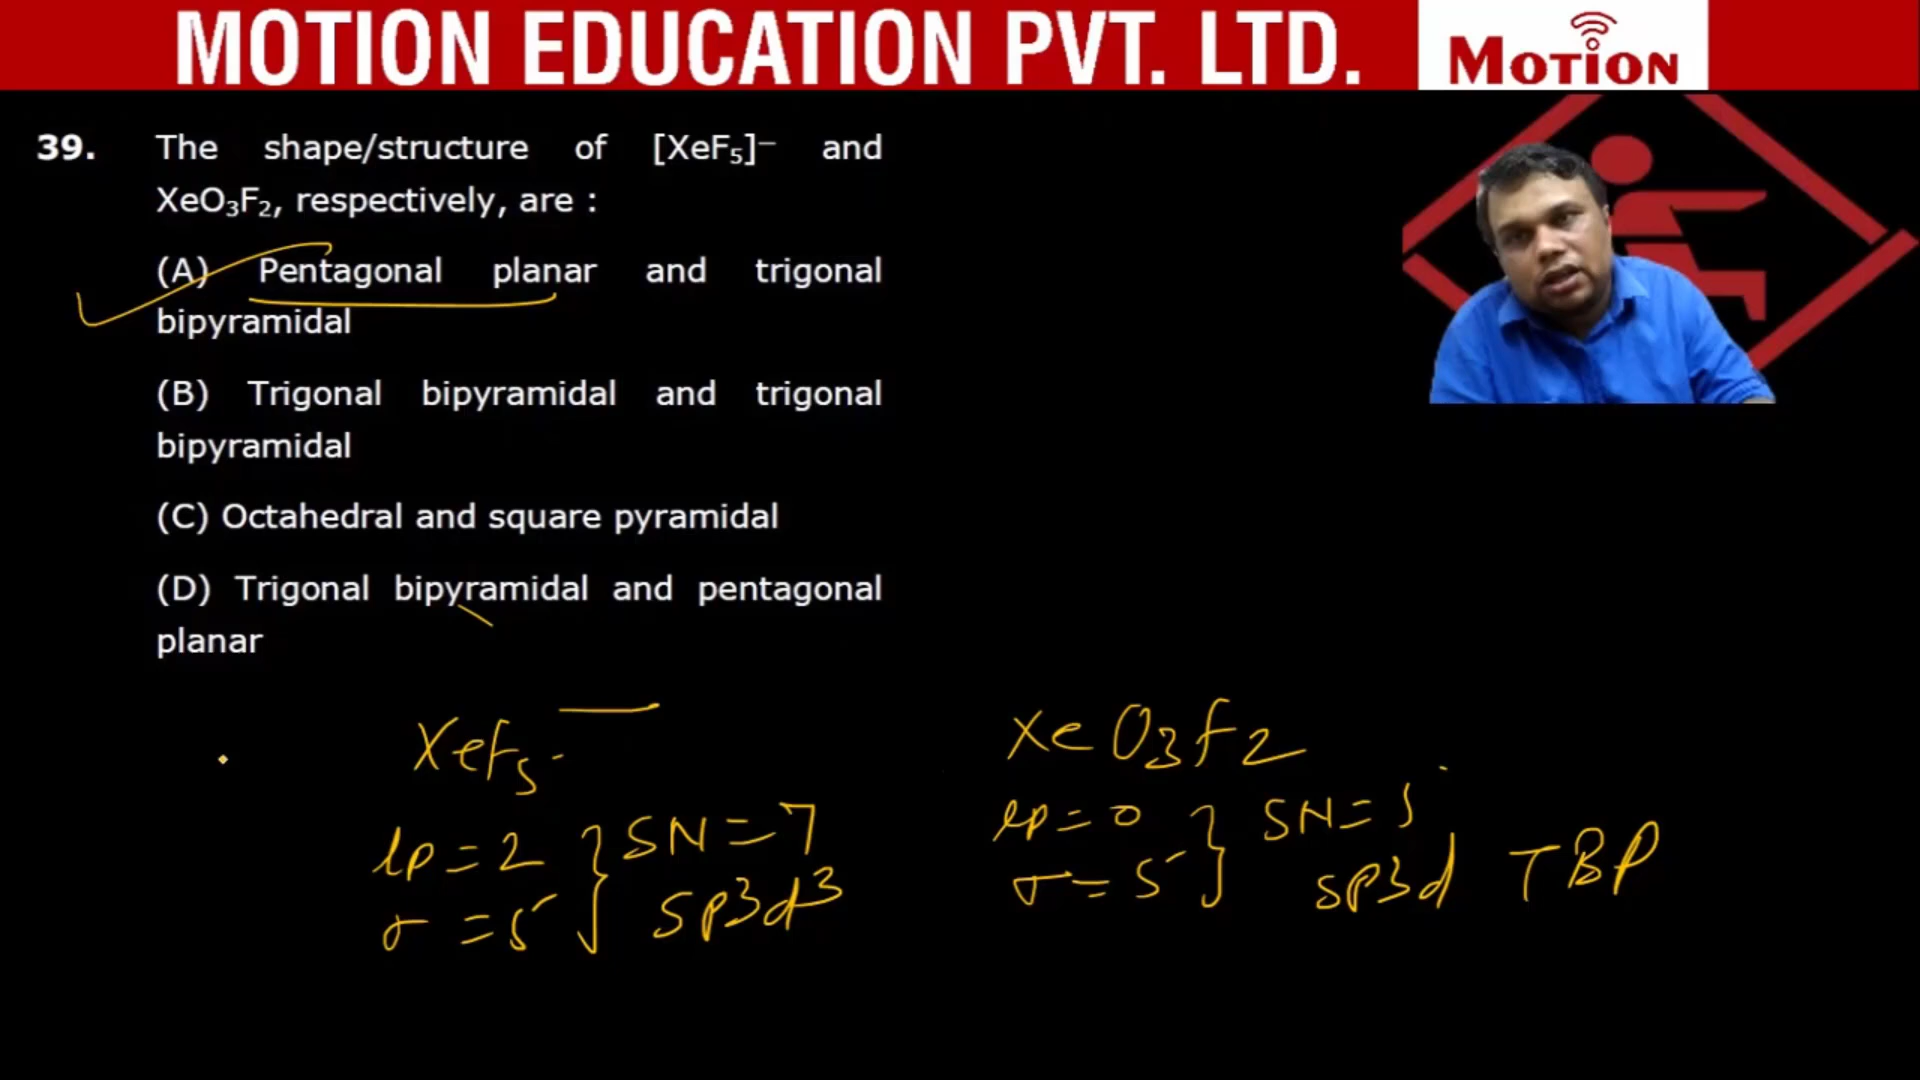 MOTION EDUCATION PVT. LTD.
MOTION
39. The shape/structure of [XeF₅]⁻ and
XeO₃F₂, respectively, are :
(A) Pentagonal planar and trigonal
bipyramidal
(B) Trigonal bipyramidal and trigonal
bipyramidal
(C) Octahedral and square pyramidal
(D) Trigonal bipyramidal and pentagonal
planar
XeF5-
lp = 2 } SN = 7
σ = 5 } sp3d3
XeO3F2
lp = 0 } SN = 5
σ = 5 } sp3d TBP